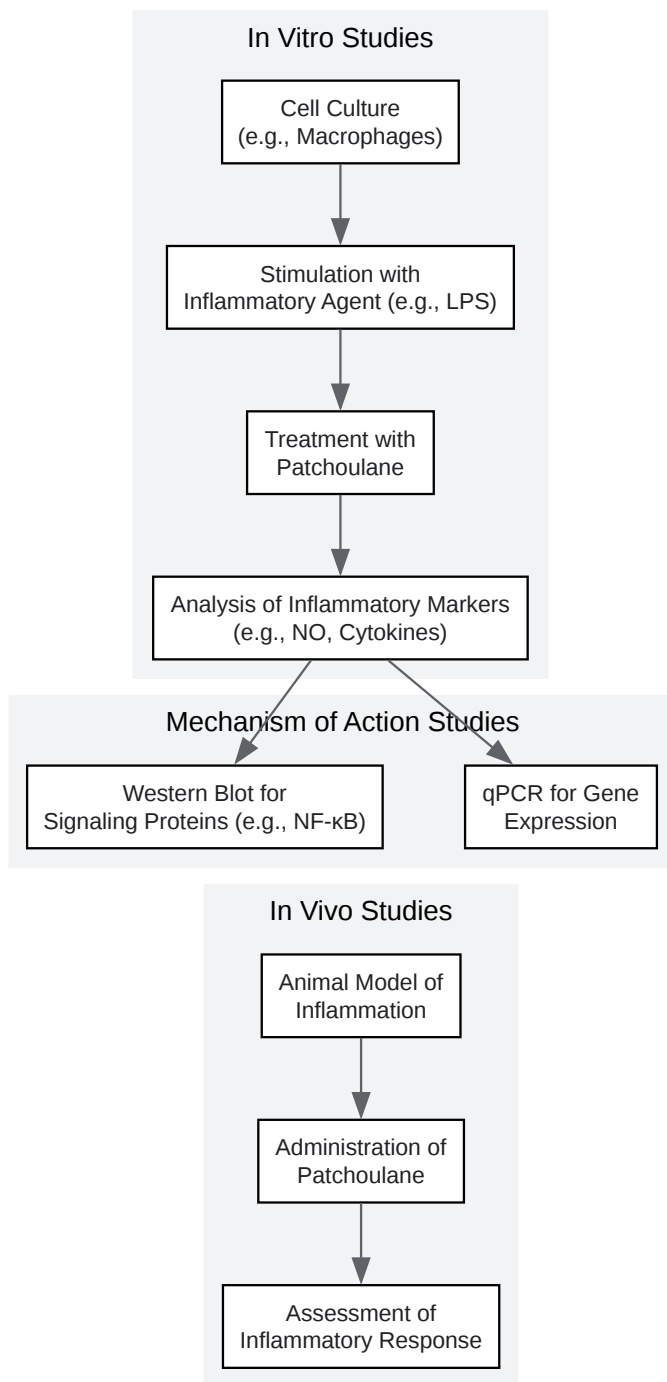 In Vitro Studies
Cell Culture
(e.g., Macrophages)
Stimulation with
Inflammatory Agent (e.g., LPS)
Treatment with
Patchoulane
Analysis of Inflammatory Markers
(e.g., NO, Cytokines)
Mechanism of Action Studies
Western Blot for
Signaling Proteins (e.g., NF-κB)
qPCR for Gene
Expression
In Vivo Studies
Animal Model of
Inflammation
Administration of
Patchoulane
Assessment of
Inflammatory Response